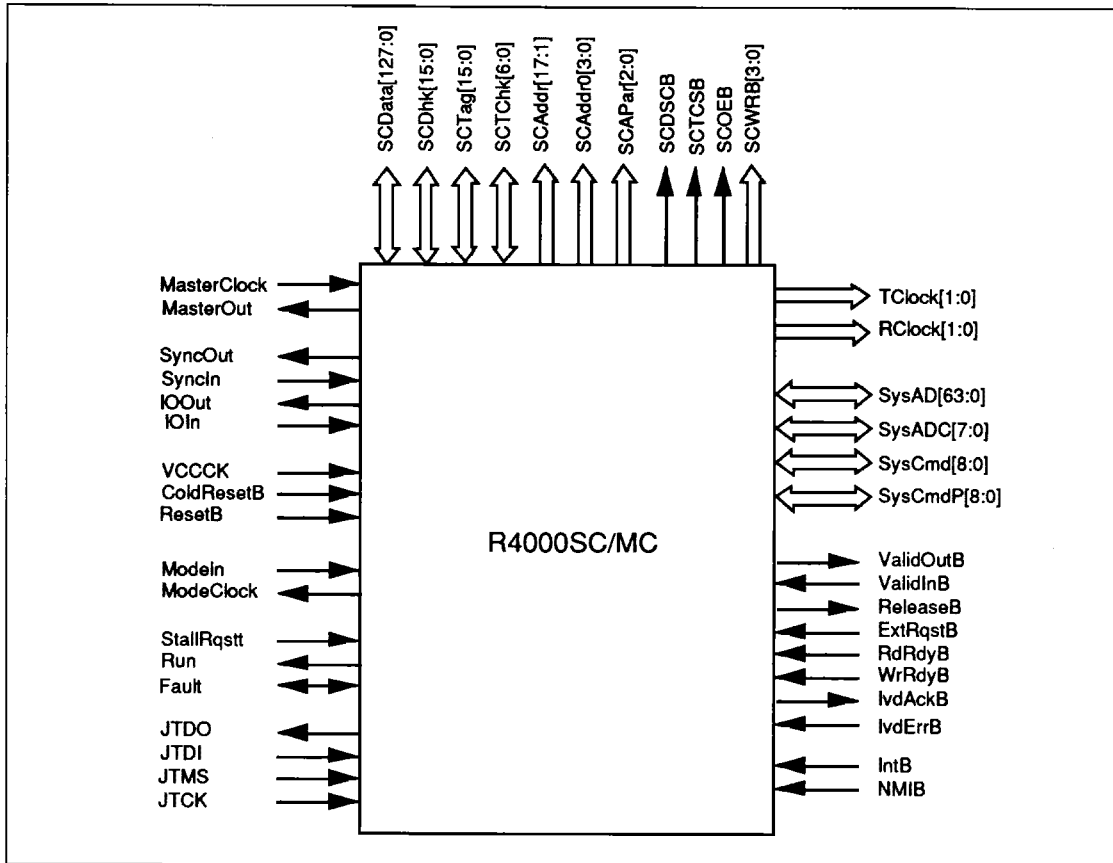 SCData[127:0]
SCDhk[15:0]
SCTag[15:0]
SCTChk[6:0]
SCAddr[17:1]
SCAddr0[3:0]
SCAPar[2:0]
SCDSCB
SCTCSB
SCOEB
SCWRB[3:0]
MasterClock
MasterOut
SyncOut
SyncIn
IOOut
IOIn
VCCCK
ColdResetB
ResetB
ModeIn
ModeClock
StallRqstt
Run
Fault
JTDO
JTDI
JTMS
JTCK
R4000SC/MC
TClock[1:0]
RClock[1:0]
SysAD[63:0]
SysADC[7:0]
SysCmd[8:0]
SysCmdP[8:0]
ValidOutB
ValidInB
ReleaseB
ExtRqstB
RdRdyB
WrRdyB
IvdAckB
IvdErrB
IntB
NMIB